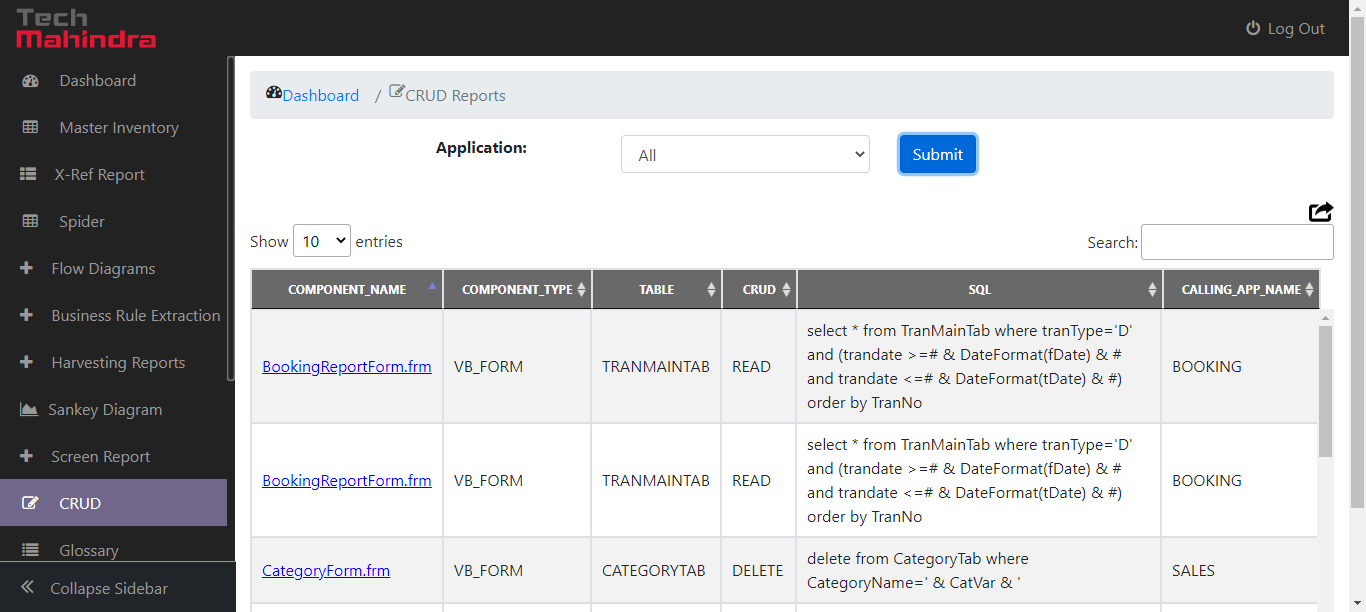 Tech
Mahindra
Log Out
Dashboard
Master Inventory
X-Ref Report
Spider
Flow Diagrams
Business Rule Extraction
Harvesting Reports
Sankey Diagram
Screen Report
CRUD
Glossary
Collapse Sidebar
Dashboard / CRUD Reports
Application: All Submit
Show 10 entries
Search:
COMPONENT_NAME COMPONENT_TYPE TABLE CRUD SQL CALLING_APP_NAME
BookingReportForm.frm VB_FORM TRANMAINTAB READ
select * from TranMainTab where tranType='D'
and (trandate >=# & DateFormat(fDate) & #
and trandate <=# & DateFormat(tDate) & #)
order by TranNo
BOOKING
BookingReportForm.frm VB_FORM TRANMAINTAB READ
select * from TranMainTab where tranType='D'
and (trandate >=# & DateFormat(fDate) & #
and trandate <=# & DateFormat(tDate) & #)
order by TranNo
BOOKING
CategoryForm.frm VB_FORM CATEGORYTAB DELETE
delete from CategoryTab where
CategoryName=' & CatVar & '
SALES